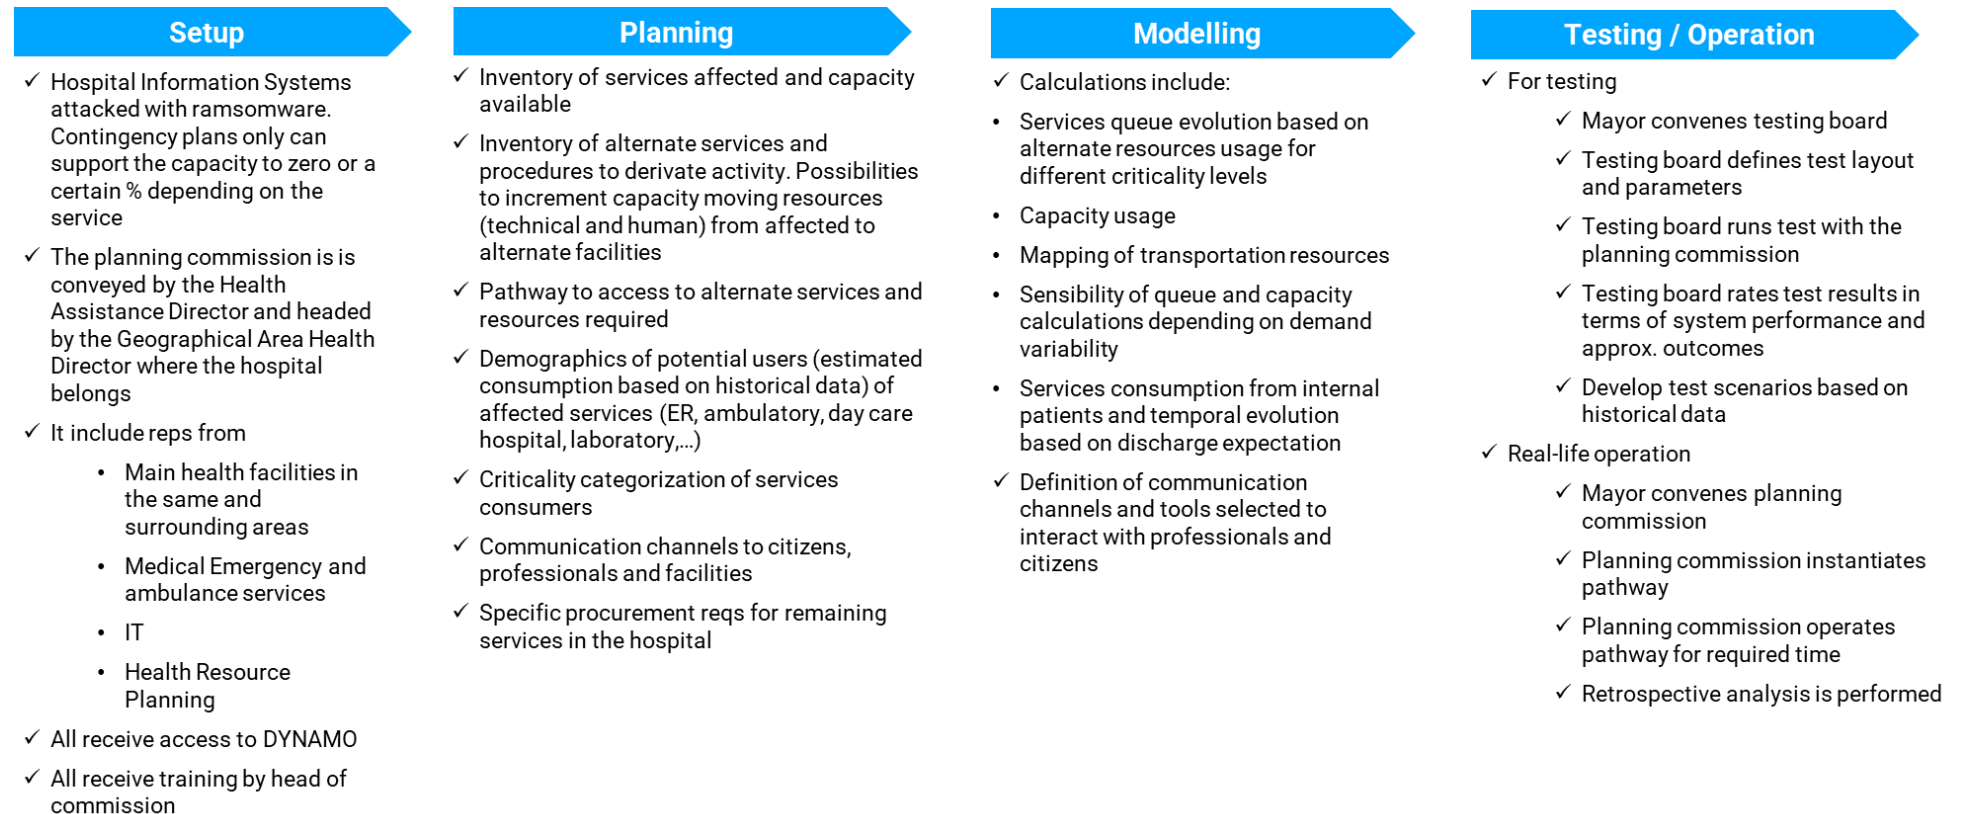 Setup
Hospital Information Systems
attacked with ramsomware.
Contingency plans only can
support the capacity to zero or a
certain % depending on the
service
The planning commission is is
conveyed by the Health
Assistance Director and headed
by the Geographical Area Health
Director where the hospital
belongs
It include reps from
Main health facilities in
the same and
surrounding areas
Medical Emergency and
ambulance services
IT
Health Resource
Planning
All receive access to DYNAMO
All receive training by head of
commission
Planning
Inventory of services affected and capacity
available
Inventory of alternate services and
procedures to derivate activity. Possibilities
to increment capacity moving resources
(technical and human) from affected to
alternate facilities
Pathway to access to alternate services and
resources required
Demographics of potential users (estimated
consumption based on historical data) of
affected services (ER, ambulatory, day care
hospital, laboratory,...)
Criticality categorization of services
consumers
Communication channels to citizens,
professionals and facilities
Specific procurement reqs for remaining
services in the hospital
Modelling
Calculations include:
Services queue evolution based on
alternate resources usage for
different criticality levels
Capacity usage
Mapping of transportation resources
Sensibility of queue and capacity
calculations depending on demand
variability
Services consumption from internal
patients and temporal evolution
based on discharge expectation
Definition of communication
channels and tools selected to
interact with professionals and
citizens
Testing / Operation
For testing
Mayor convenes testing board
Testing board defines test layout
and parameters
Testing board runs test with the
planning commission
Testing board rates test results in
terms of system performance and
approx. outcomes
Develop test scenarios based on
historical data
Real-life operation
Mayor convenes planning
commission
Planning commission instantiates
pathway
Planning commission operates
pathway for required time
Retrospective analysis is performed